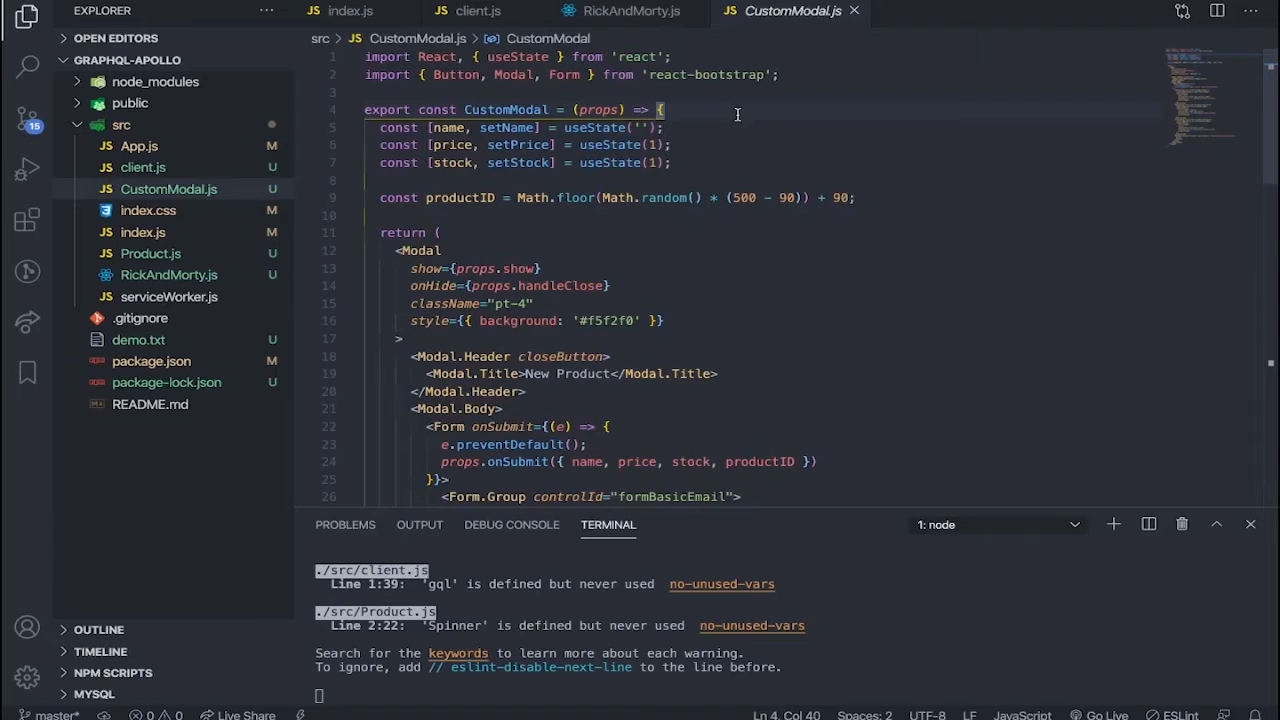 EXPLORER
index.js
client.js
RickAndMorty.js
CustomModal.js
OPEN EDITORS
GRAPHQL-APOLLO
node_modules
public
src
App.js M
client.js U
CustomModal.js U
index.css M
index.js M
Product.js U
RickAndMorty.js U
serviceWorker.js
.gitignore
demo.txt U
package.json M
package-lock.json U
README.md
OUTLINE
TIMELINE
NPM SCRIPTS
MYSQL
15
src > JS CustomModal.js > CustomModal
1 import React, { useState } from 'react';
2 import { Button, Modal, Form } from 'react-bootstrap';
3
4 export const CustomModal = (props) => {
5 const [name, setName] = useState('');
6 const [price, setPrice] = useState(1);
7 const [stock, setStock] = useState(1);
8
9 const productID = Math.floor(Math.random() * (500 - 90)) + 90;
10
11 return (
12 <Modal
13 show={props.show}
14 onHide={props.handleClose}
15 className="pt-4"
16 style={{ background: '#f5f2f0' }}
17 >
18 <Modal.Header closeButton>
19 <Modal.Title>New Product</Modal.Title>
20 </Modal.Header>
21 <Modal.Body>
22 <Form onSubmit={(e) => {
23 e.preventDefault();
24 props.onSubmit({ name, price, stock, productID })
25 }}>
26 <Form.Group controlId="formBasicEmail">
PROBLEMS OUTPUT DEBUG CONSOLE TERMINAL 1: node
./src/client.js
Line 1:39: 'gql' is defined but never used no-unused-vars
./src/Product.js
Line 2:22: 'Spinner' is defined but never used no-unused-vars
Search for the keywords to learn more about each warning.
To ignore, add // eslint-disable-next-line to the line before.
master* 0 0 Live Share Ln 4, Col 40 Spaces: 2 UTF-8 LF JavaScript Go Live ESLint